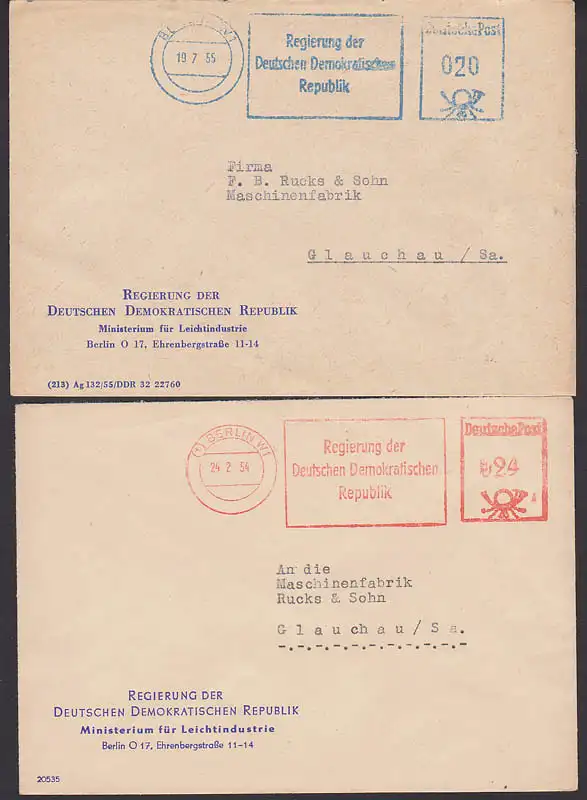 19 7 55
Regierung der
Deutschen Demokratischen
Republik
Deutsche Post
020
Firma
F. B. Rucks & Sohn
Maschinenfabrik
Glauchau/Sa.
REGIERUNG DER
DEUTSCHEN DEMOKRATISCHEN REPUBLIK
Ministerium für Leichtindustrie
Berlin O 17, Ehrenbergstraße 11-14
(213) Ag 132/55/DDR 32 22760
BERLIN W1
24 2 54
Regierung der
Deutschen Demokratischen
Republik
Deutsche Post
24
A
An die
Maschinenfabrik
Rucks & Sohn
Glauchau/Sa.
REGIERUNG DER
DEUTSCHEN DEMOKRATISCHEN REPUBLIK
Ministerium für Leichtindustrie
Berlin O 17, Ehrenbergstraße 11-14
20535